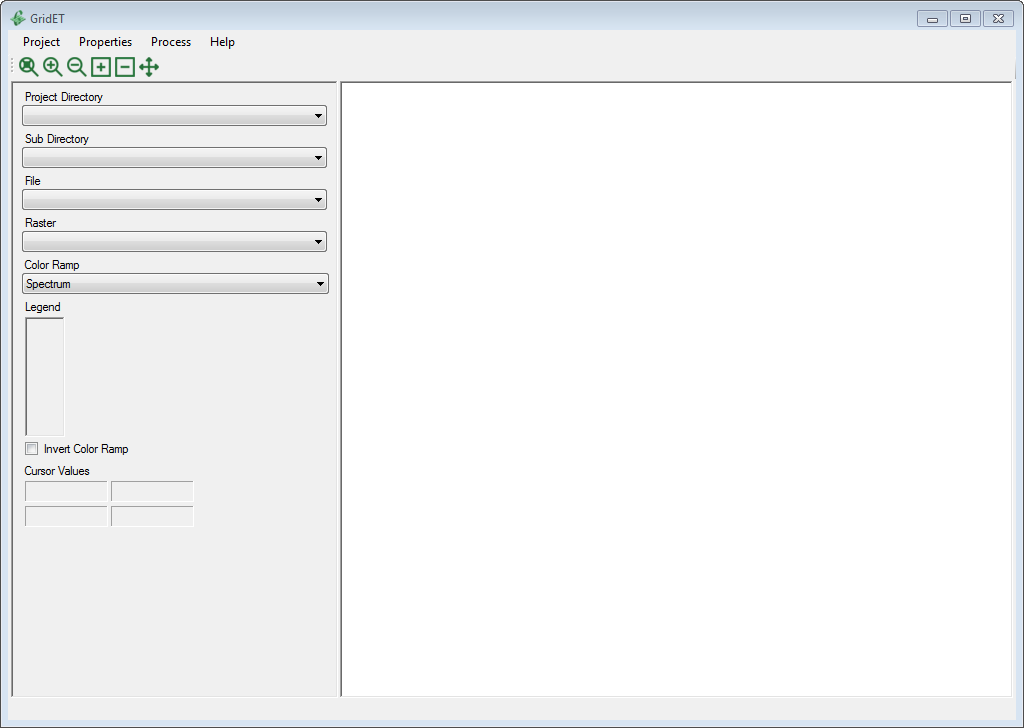 GridET
Project Properties Process Help
Project Directory
Sub Directory
File
Raster
Color Ramp
Spectrum
Legend
Invert Color Ramp
Cursor Values